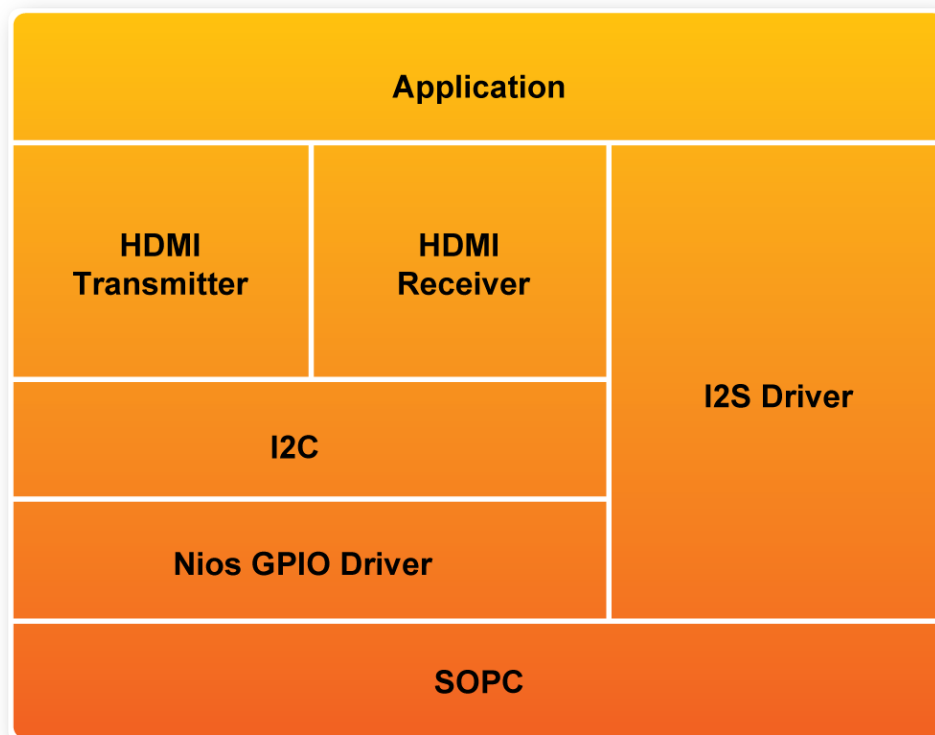 Application
HDMI
Transmitter
HDMI
Receiver
I2S Driver
I2C
Nios GPIO Driver
SOPC